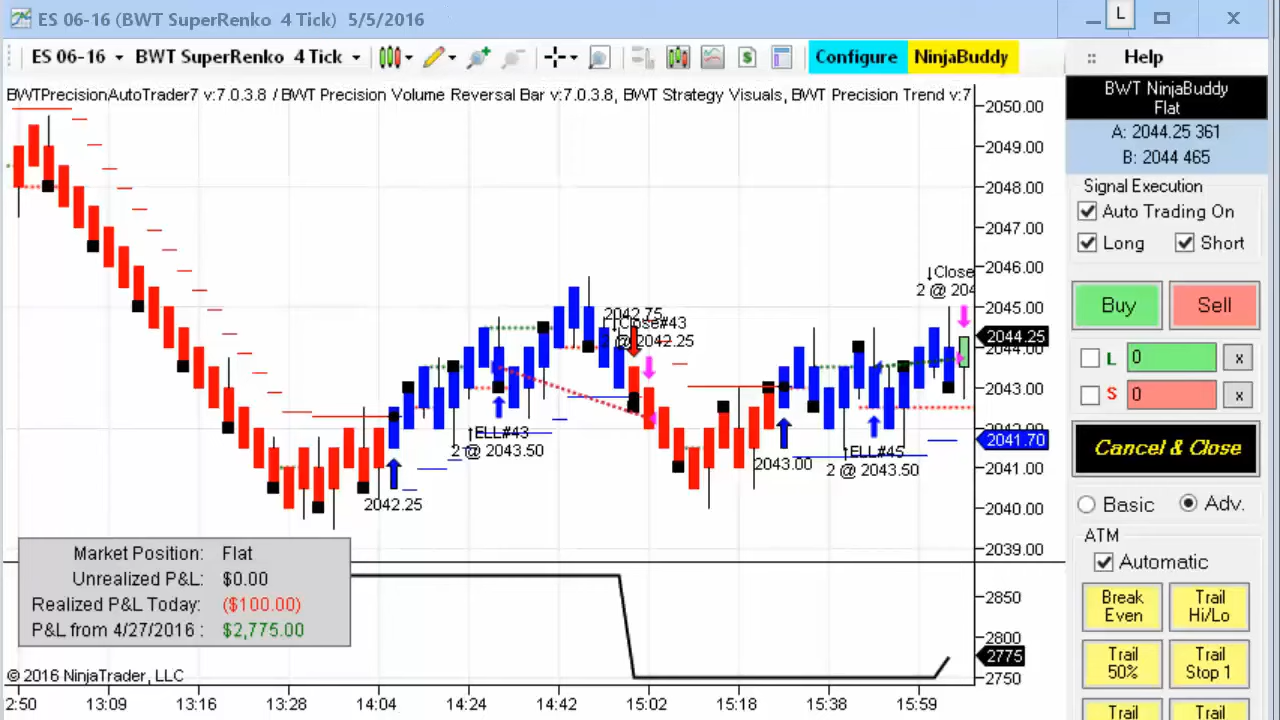 ES 06-16 (BWT SuperRenko 4 Tick) 5/5/2016
L
ES 06-16 BWT SuperRenko 4 Tick Configure NinjaBuddy Help
BWTPrecisionAutoTrader7 v:7.0.3.8 / BWT Precision Volume Reversal Bar v:7.0.3.8, BWT Strategy Visuals, BWT Precision Trend v:7
2050.00
2049.00
2048.00
2047.00
2046.00
2045.00
2044.25
2044.00
2043.00
2041.70
2041.00
2040.00
2039.00
2850
2800
2775
2750
↓Close
2 @ 204
2042.75
↓Close#43
2 @ 2042.25
↑ELL#43
2 @ 2043.50
2043.00
↑ELL#45
2 @ 2043.50
2042.25
Market Position: Flat
Unrealized P&L: $0.00
Realized P&L Today: ($100.00)
P&L from 4/27/2016 : $2,775.00
© 2016 NinjaTrader, LLC
2:50 13:09 13:16 13:28 14:04 14:24 14:42 15:02 15:18 15:38 15:59
BWT NinjaBuddy
Flat
A: 2044.25 361
B: 2044 465
Signal Execution
Auto Trading On
Long Short
Buy Sell
L 0 x
S 0 x
Cancel & Close
Basic Adv.
ATM
Automatic
Break Even
Trail Hi/Lo
Trail 50%
Trail Stop 1
Trail Trail